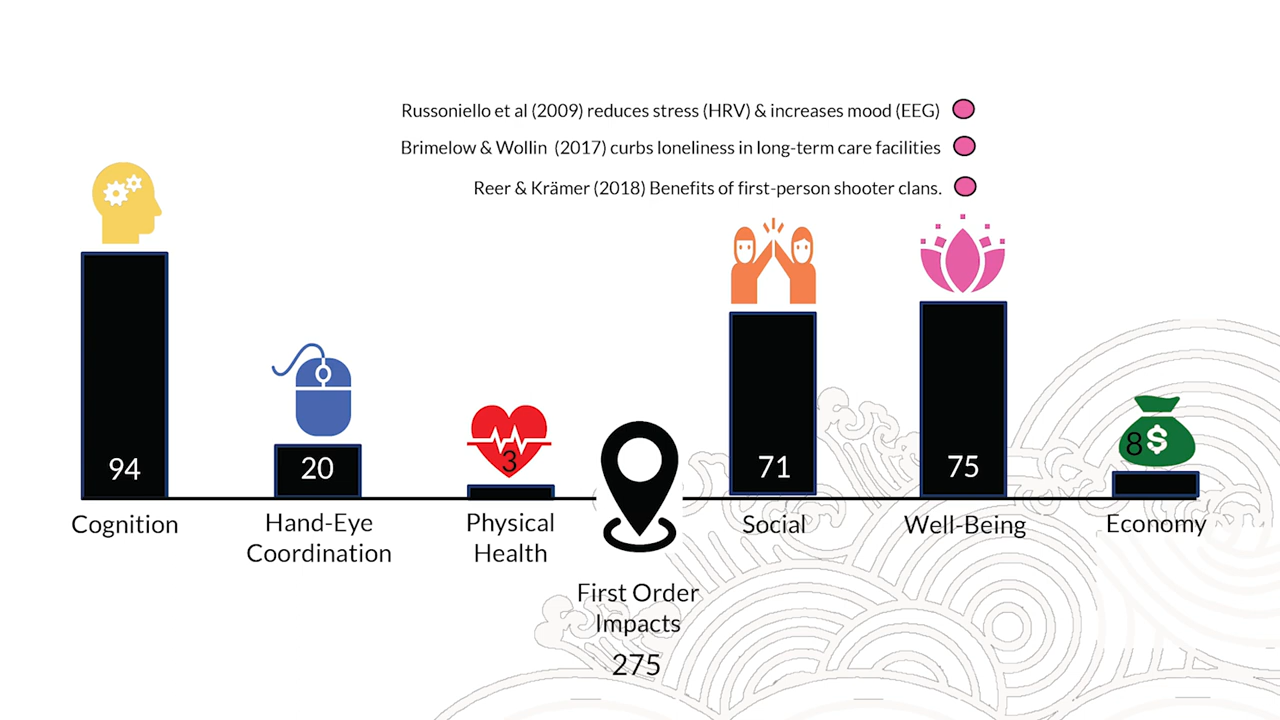 Russoniello et al (2009) reduces stress (HRV) & increases mood (EEG)
Brimelow & Wollin (2017) curbs loneliness in long-term care facilities
Reer & Krämer (2018) Benefits of first-person shooter clans.
94
20
3
71
75
8$
Cognition
Hand-Eye
Coordination
Physical
Health
Social
Well-Being
Economy
First Order
Impacts
275